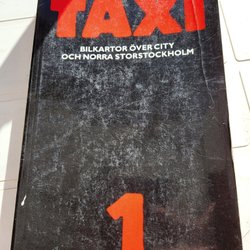 TAXI
BILKARTOR ÖVER CITY
OCH NORRA STORSTOCKHOLM
1